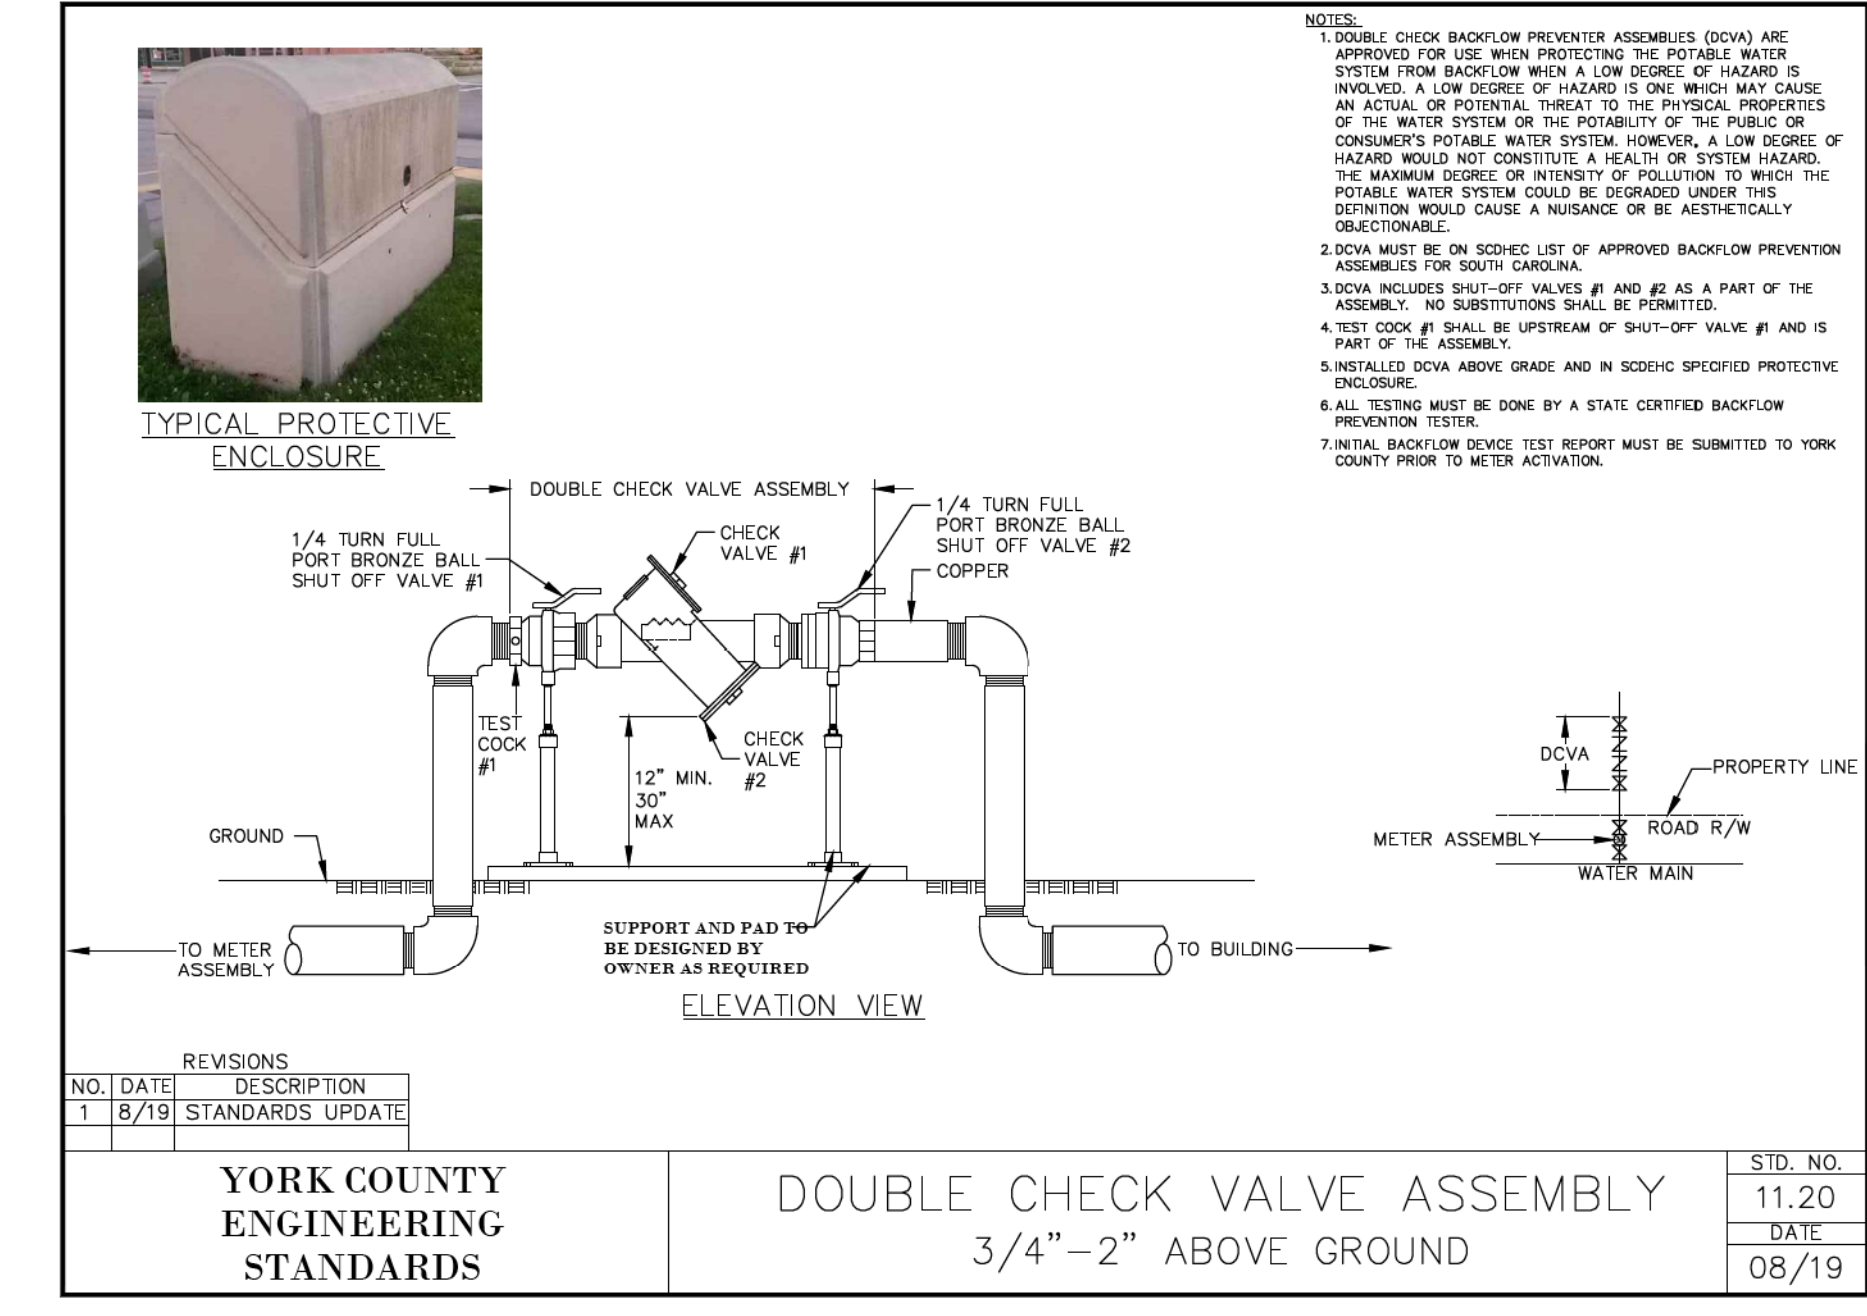 NOTES:
1. DOUBLE CHECK BACKFLOW PREVENTER ASSEMBLIES (DCVA) ARE
APPROVED FOR USE WHEN PROTECTING THE POTABLE WATER
SYSTEM FROM BACKFLOW WHEN A LOW DEGREE OF HAZARD IS
INVOLVED. A LOW DEGREE OF HAZARD IS ONE WHICH MAY CAUSE
AN ACTUAL OR POTENTIAL THREAT TO THE PHYSICAL PROPERTIES
OF THE WATER SYSTEM OR THE POTABILITY OF THE PUBLIC OR
CONSUMER'S POTABLE WATER SYSTEM. HOWEVER, A LOW DEGREE OF
HAZARD WOULD NOT CONSTITUTE A HEALTH OR SYSTEM HAZARD.
THE MAXIMUM DEGREE OR INTENSITY OF POLLUTION TO WHICH THE
POTABLE WATER SYSTEM COULD BE DEGRADED UNDER THIS
DEFINITION WOULD CAUSE A NUISANCE OR BE AESTHETICALLY
OBJECTIONABLE.
2. DCVA MUST BE ON SCDHEC LIST OF APPROVED BACKFLOW PREVENTION
ASSEMBLIES FOR SOUTH CAROLINA.
3. DCVA INCLUDES SHUT-OFF VALVES #1 AND #2 AS A PART OF THE
ASSEMBLY. NO SUBSTITUTIONS SHALL BE PERMITTED.
4. TEST COCK #1 SHALL BE UPSTREAM OF SHUT-OFF VALVE #1 AND IS
PART OF THE ASSEMBLY.
5. INSTALLED DCVA ABOVE GRADE AND IN SCDEHC SPECIFIED PROTECTIVE
ENCLOSURE.
6. ALL TESTING MUST BE DONE BY A STATE CERTIFIED BACKFLOW
PREVENTION TESTER.
7. INITIAL BACKFLOW DEVICE TEST REPORT MUST BE SUBMITTED TO YORK
COUNTY PRIOR TO METER ACTIVATION.
TYPICAL PROTECTIVE
ENCLOSURE
DOUBLE CHECK VALVE ASSEMBLY
1/4 TURN FULL
PORT BRONZE BALL
SHUT OFF VALVE #1
CHECK
VALVE #1
1/4 TURN FULL
PORT BRONZE BALL
SHUT OFF VALVE #2
COPPER
TEST
COCK
#1
CHECK
VALVE
#2
12" MIN.
30"
MAX
GROUND
TO METER
ASSEMBLY
SUPPORT AND PAD TO
BE DESIGNED BY
OWNER AS REQUIRED
TO BUILDING
ELEVATION VIEW
DCVA
PROPERTY LINE
ROAD R/W
METER ASSEMBLY
WATER MAIN
REVISIONS
NO. DATE DESCRIPTION
1 8/19 STANDARDS UPDATE
YORK COUNTY
ENGINEERING
STANDARDS
DOUBLE CHECK VALVE ASSEMBLY
3/4"-2" ABOVE GROUND
STD. NO.
11.20
DATE
08/19